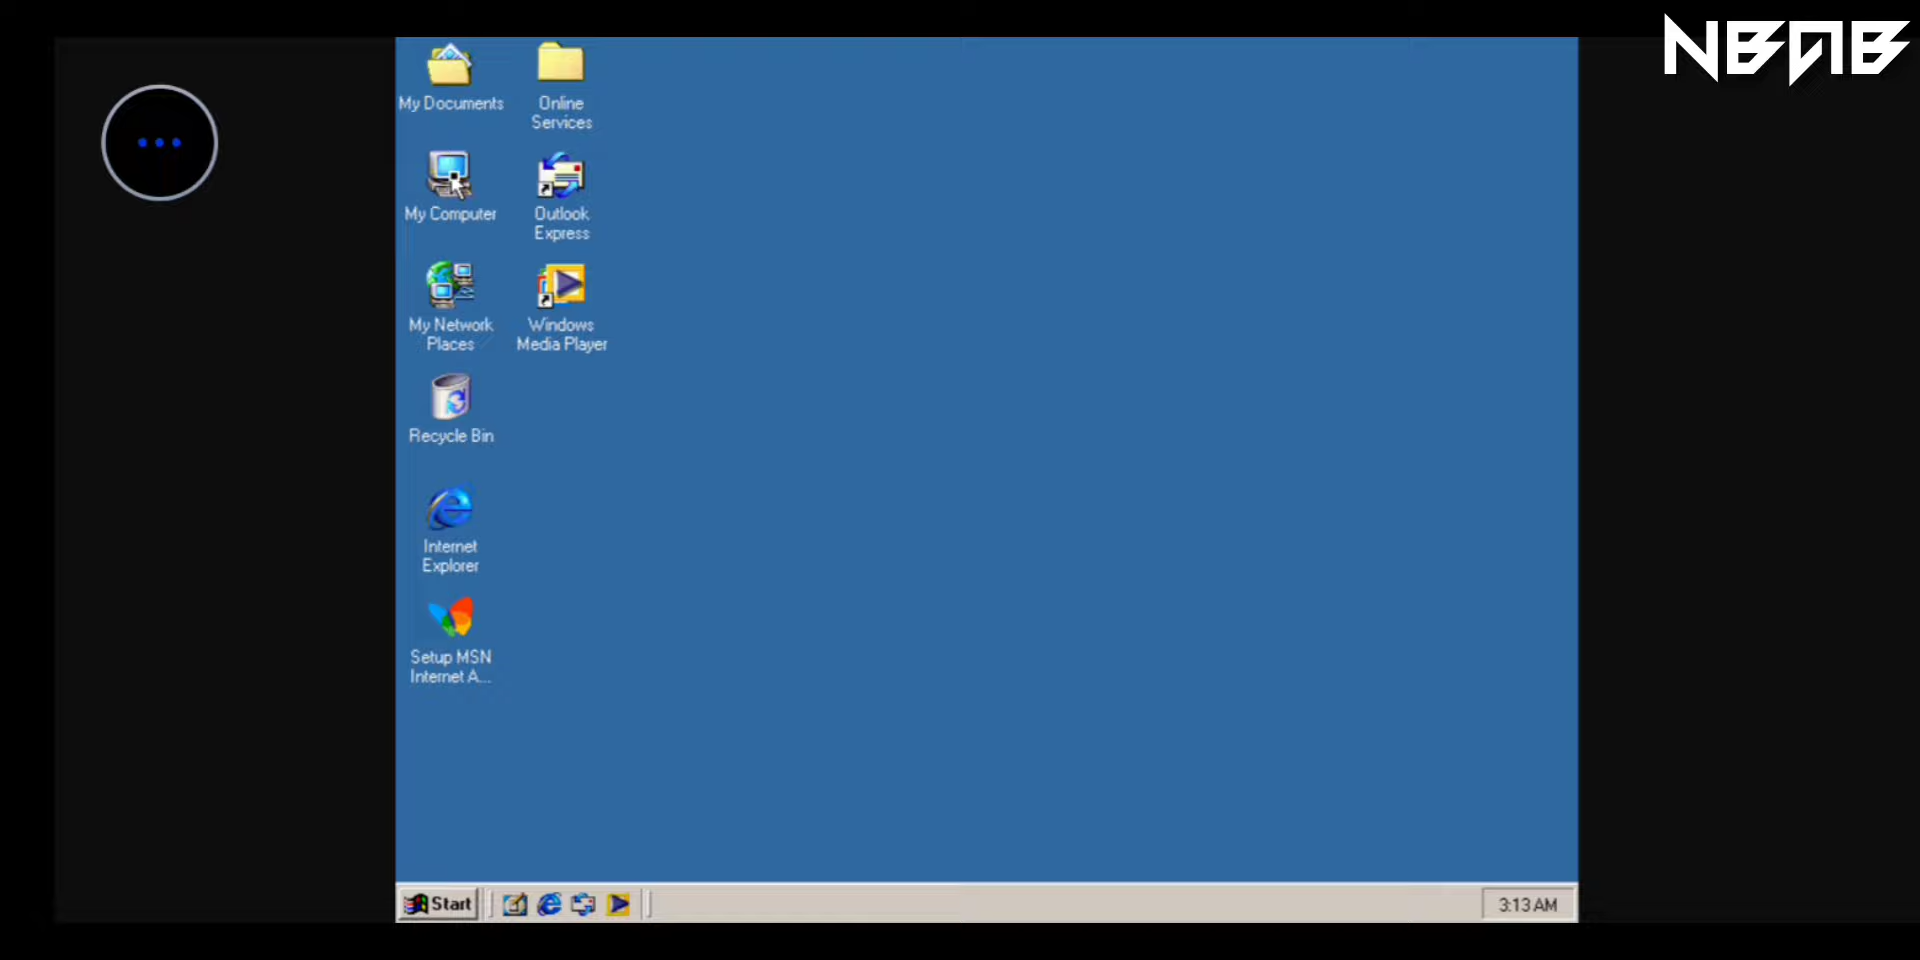 NBAB
My Documents
Online
Services
My Computer
Outlook
Express
My Network
Places
Windows
Media Player
Recycle Bin
Internet
Explorer
Setup MSN
Internet A...
Start
3:13 AM